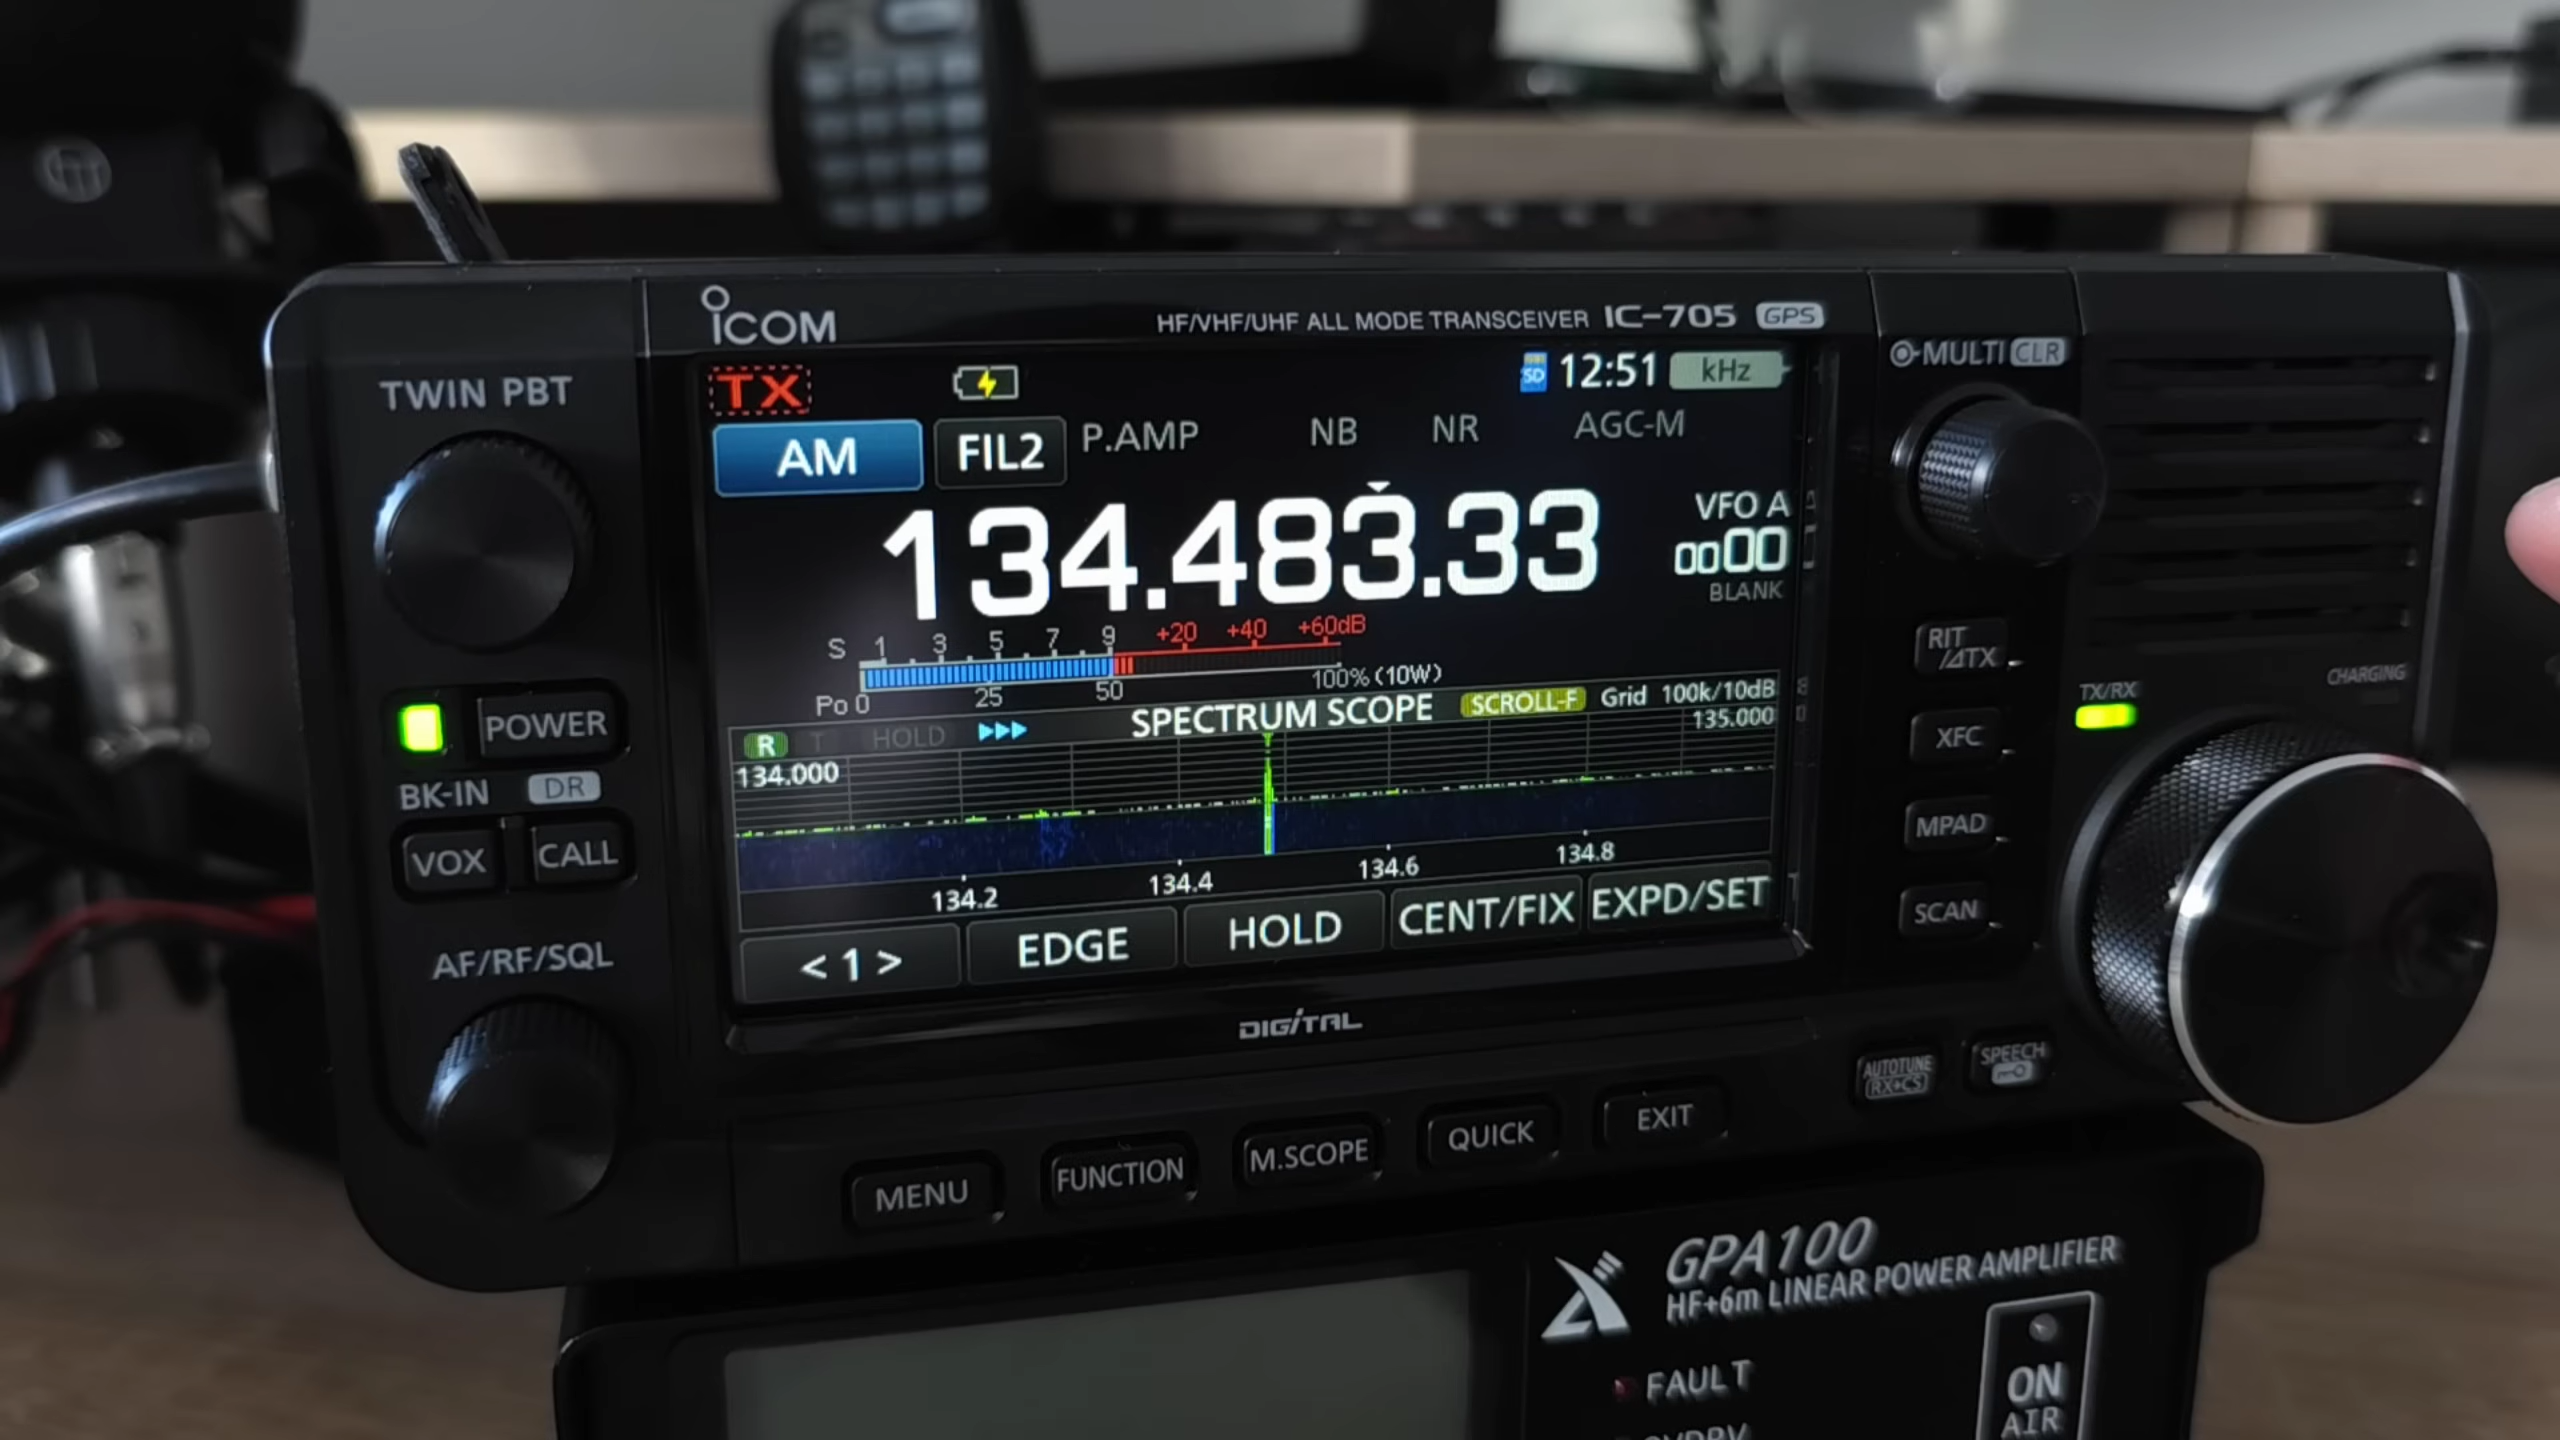 ICOM
HF/VHF/UHF ALL MODE TRANSCEIVER IC-705 GPS
TWIN PBT
MULTI CLR
TX 12:51 kHz
SD
AM FIL2 P.AMP NB NR AGC-M
134.483.33 VFO A
0000
BLANK
S 1 3 5 7 9 +20 +40 +60dB
Po 0 25 50 100% (10W)
R T HOLD SPECTRUM SCOPE SCROLL-F Grid 100k/10dB
134.000 135.000
134.2 134.4 134.6 134.8
< 1 > EDGE HOLD CENT/FIX EXPD/SET
DIGITAL
POWER
BK-IN DR
VOX CALL
AF/RF/SQL
RIT
/ΔTX
XFC
MPAD
SCAN
TX/RX
CHARGING
AUTOTUNE
RX→CS
SPEECH
MENU FUNCTION M.SCOPE QUICK EXIT
GPA100
HF+6m LINEAR POWER AMPLIFIER
FAULT
ON
AIR